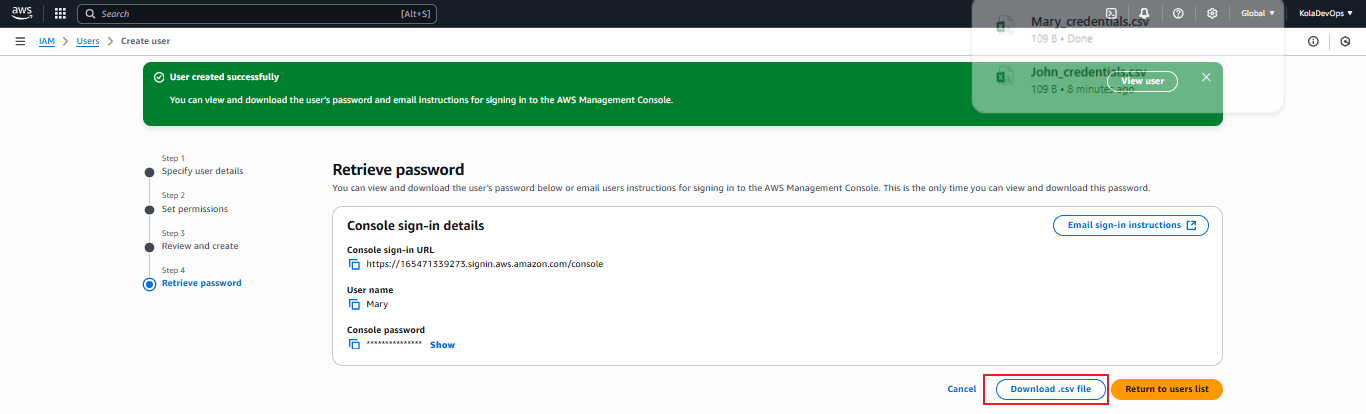 aws
Search
[Alt+S]
Global
KolaDevOps
Mary_credentials.csv
109 B • Done
John_credentials.csv
109 B • 8 minutes ago
IAM
Users
Create user
User created successfully
You can view and download the user's password and email instructions for signing in to the AWS Management Console.
View user
Step 1
Specify user details
Step 2
Set permissions
Step 3
Review and create
Step 4
Retrieve password
Retrieve password
You can view and download the user's password below or email users instructions for signing in to the AWS Management Console. This is the only time you can view and download this password.
Console sign-in details
Email sign-in instructions
Console sign-in URL
https://165471339273.signin.aws.amazon.com/console
User name
Mary
Console password
*************** Show
Cancel
Download .csv file
Return to users list